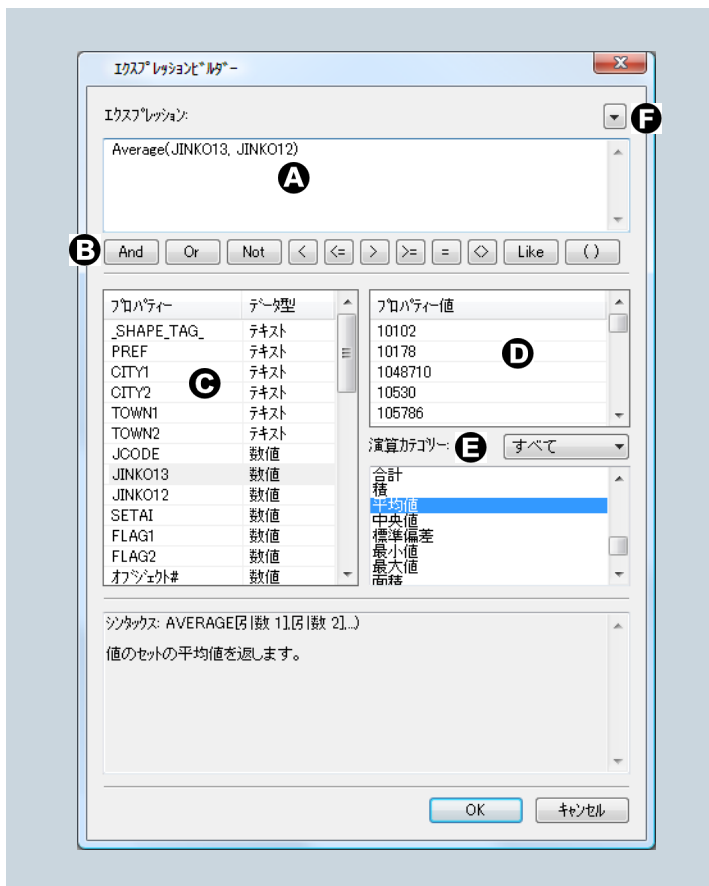 エクスプレッションビルダー
エクスプレッション:
F
Average(JINKO13, JINKO12)
A
B
And Or Not < <= > >= = <> Like ( )
プロパティー データ型
_SHAPE_TAG_ テキスト
PREF テキスト
CITY1 テキスト
CITY2 テキスト
TOWN1 テキスト
TOWN2 テキスト
JCODE 数値
JINKO13 数値
JINKO12 数値
SETAI 数値
FLAG1 数値
FLAG2 数値
オブジェクト# 数値
C
プロパティー値
10102
10178
1048710
10530
105786
D
演算カテゴリー: E すべて
合計
積
平均値
中央値
標準偏差
最小値
最大値
面積
シンタックス: AVERAGE[引数 1],[引数 2],...)
値のセットの平均値を返します。
OK キャンセル